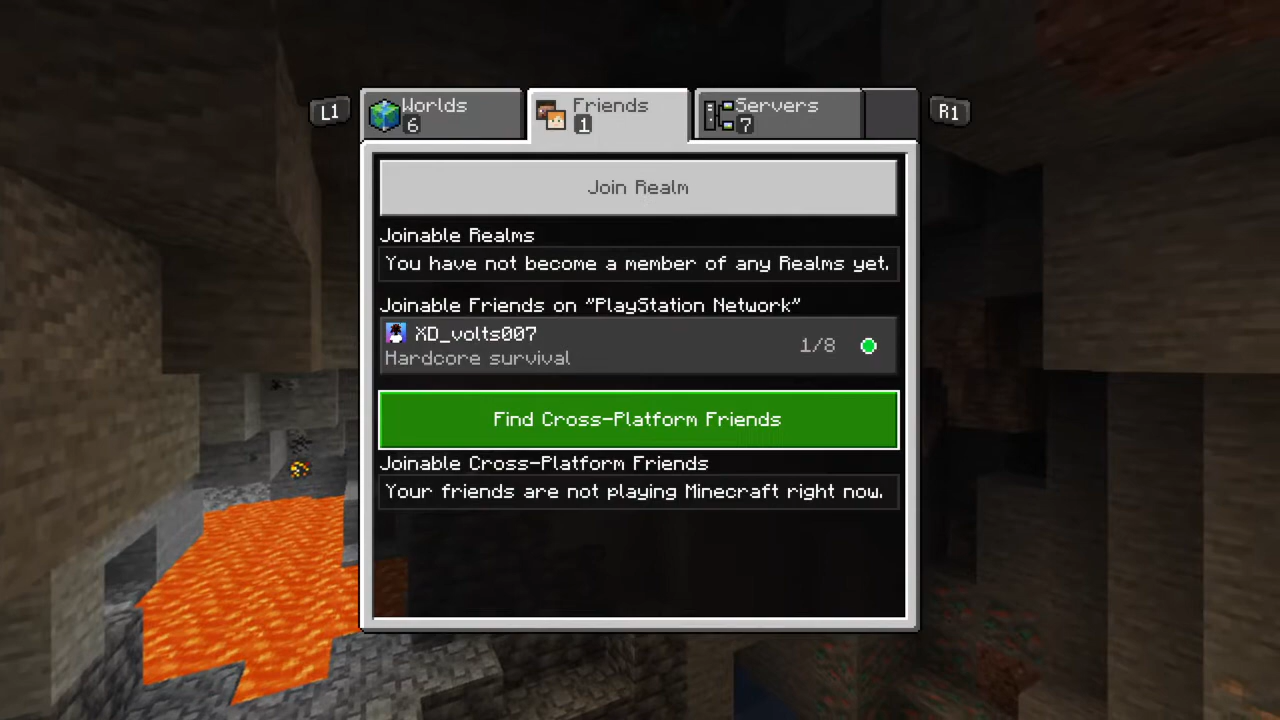 L1
Worlds
6
Friends
1
Servers
7
R1
Join Realm
Joinable Realms
You have not become a member of any Realms yet.
Joinable Friends on "PlayStation Network"
XD_volts007
Hardcore survival
1/8
Find Cross-Platform Friends
Joinable Cross-Platform Friends
Your friends are not playing Minecraft right now.